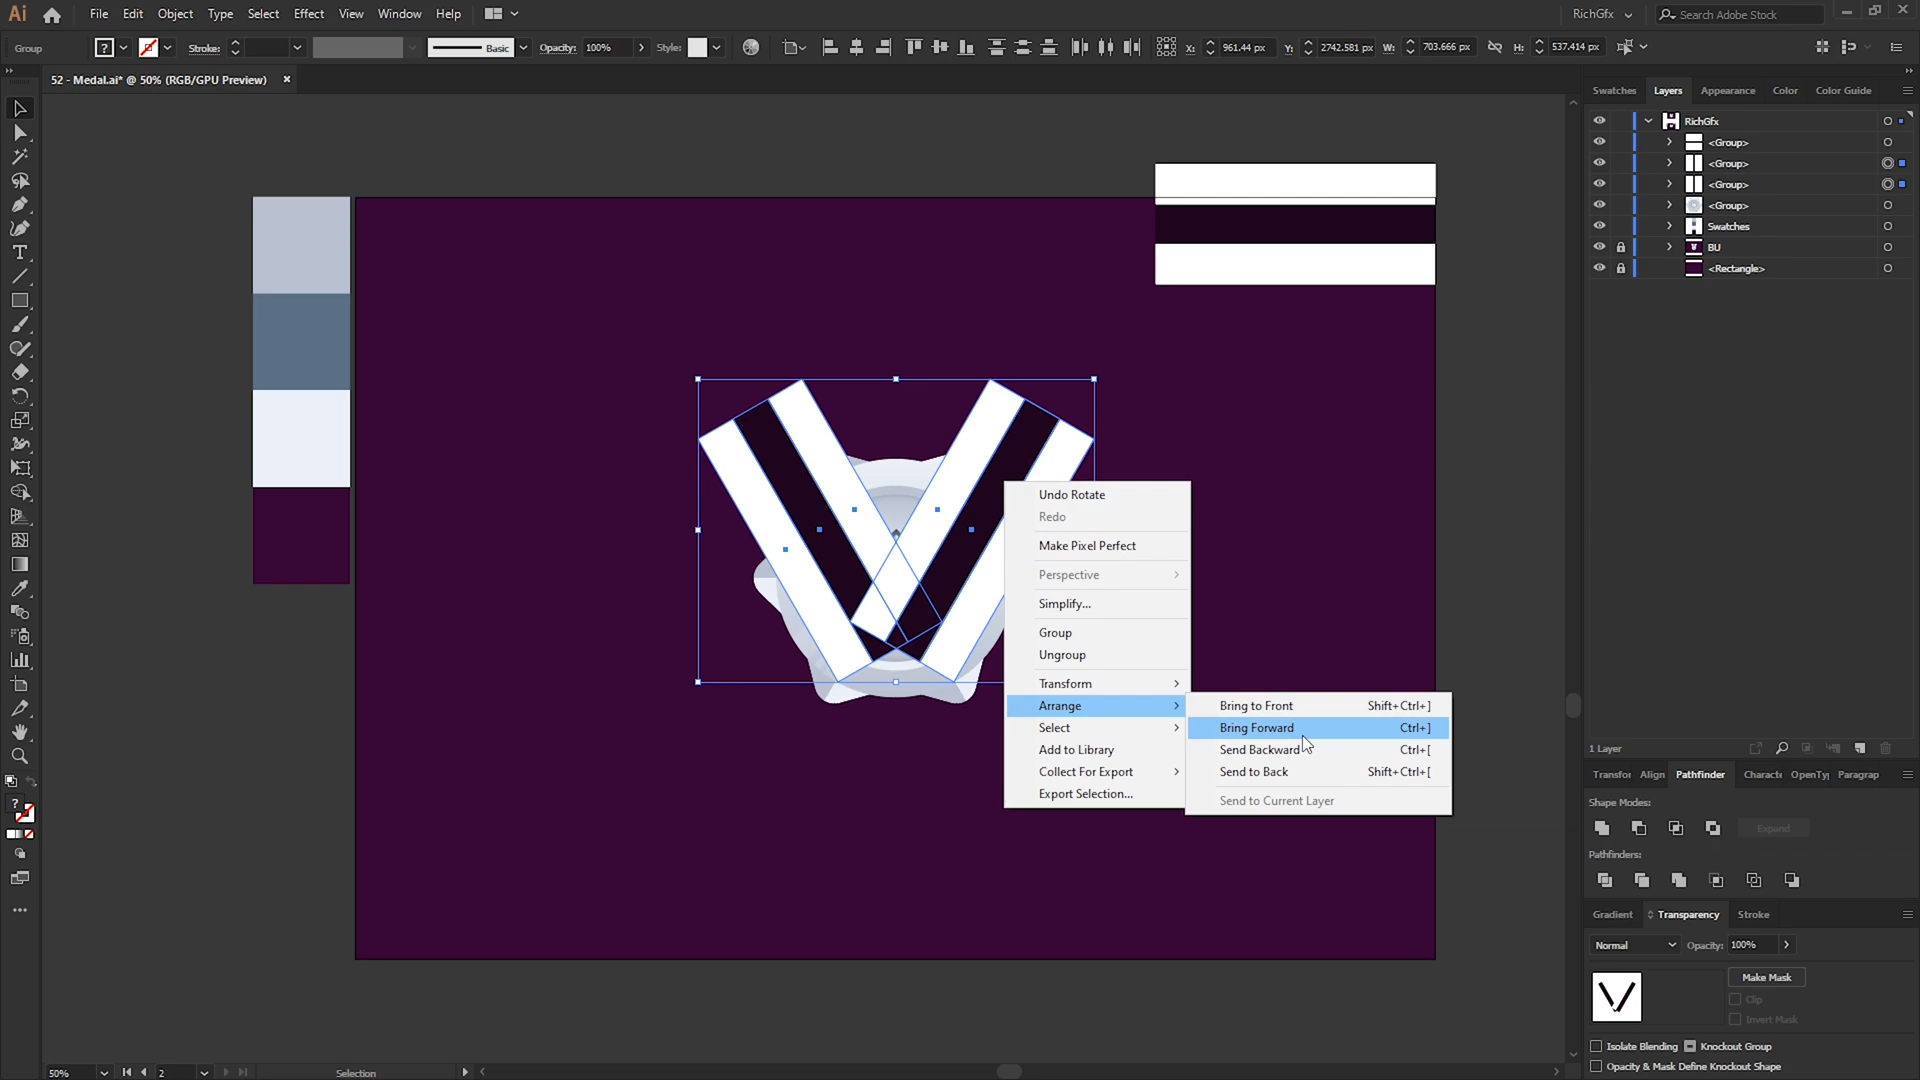 Ai File Edit Object Type Select Effect View Window Help RichGfx Search Adobe Stock
Group ? Stroke: Basic Opacity: 100% Style: X: 961.44 px Y: 2742.581 px W: 703.666 px H: 537.414 px
52 - Medal.ai* @ 50% (RGB/GPU Preview)
Swatches Layers Appearance Color Color Guide
RichGfx
<Group>
<Group>
<Group>
<Group>
Swatches
BU
<Rectangle>
Undo Rotate
Redo
Make Pixel Perfect
Perspective
Simplify...
Group
Ungroup
Transform
Arrange
Select
Add to Library
Collect For Export
Export Selection...
Bring to Front Shift+Ctrl+]
Bring Forward Ctrl+]
Send Backward Ctrl+[
Send to Back Shift+Ctrl+[
Send to Current Layer
1 Layer
Transfor Align Pathfinder Characte OpenTy Paragrap
Shape Modes:
Expand
Pathfinders:
Gradient Transparency Stroke
Normal Opacity: 100%
Make Mask
Clip
Invert Mask
Isolate Blending Knockout Group
Opacity & Mask Define Knockout Shape
50% 2 Selection